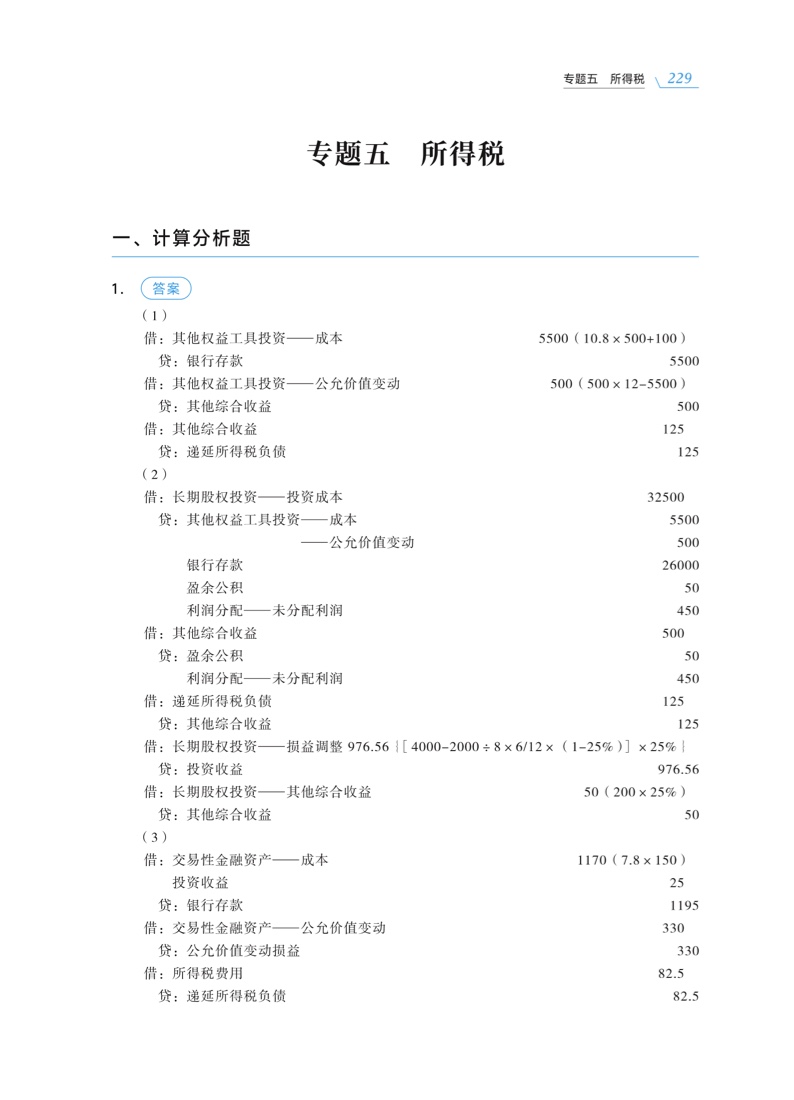 专题五 所得税 229
专题五 所得税
一、计算分析题
1. 答案
（1）
借：其他权益工具投资——成本 5500（10.8×500+100）
贷：银行存款 5500
借：其他权益工具投资——公允价值变动 500（500×12-5500）
贷：其他综合收益 500
借：其他综合收益 125
贷：递延所得税负债 125
（2）
借：长期股权投资——投资成本 32500
贷：其他权益工具投资——成本 5500
——公允价值变动 500
银行存款 26000
盈余公积 50
利润分配——未分配利润 450
借：其他综合收益 500
贷：盈余公积 50
利润分配——未分配利润 450
借：递延所得税负债 125
贷：其他综合收益 125
借：长期股权投资——损益调整 976.56｛［4000-2000÷8×6/12×（1-25%）］×25%｝
贷：投资收益 976.56
借：长期股权投资——其他综合收益 50（200×25%）
贷：其他综合收益 50
（3）
借：交易性金融资产——成本 1170（7.8×150）
投资收益 25
贷：银行存款 1195
借：交易性金融资产——公允价值变动 330
贷：公允价值变动损益 330
借：所得税费用 82.5
贷：递延所得税负债 82.5